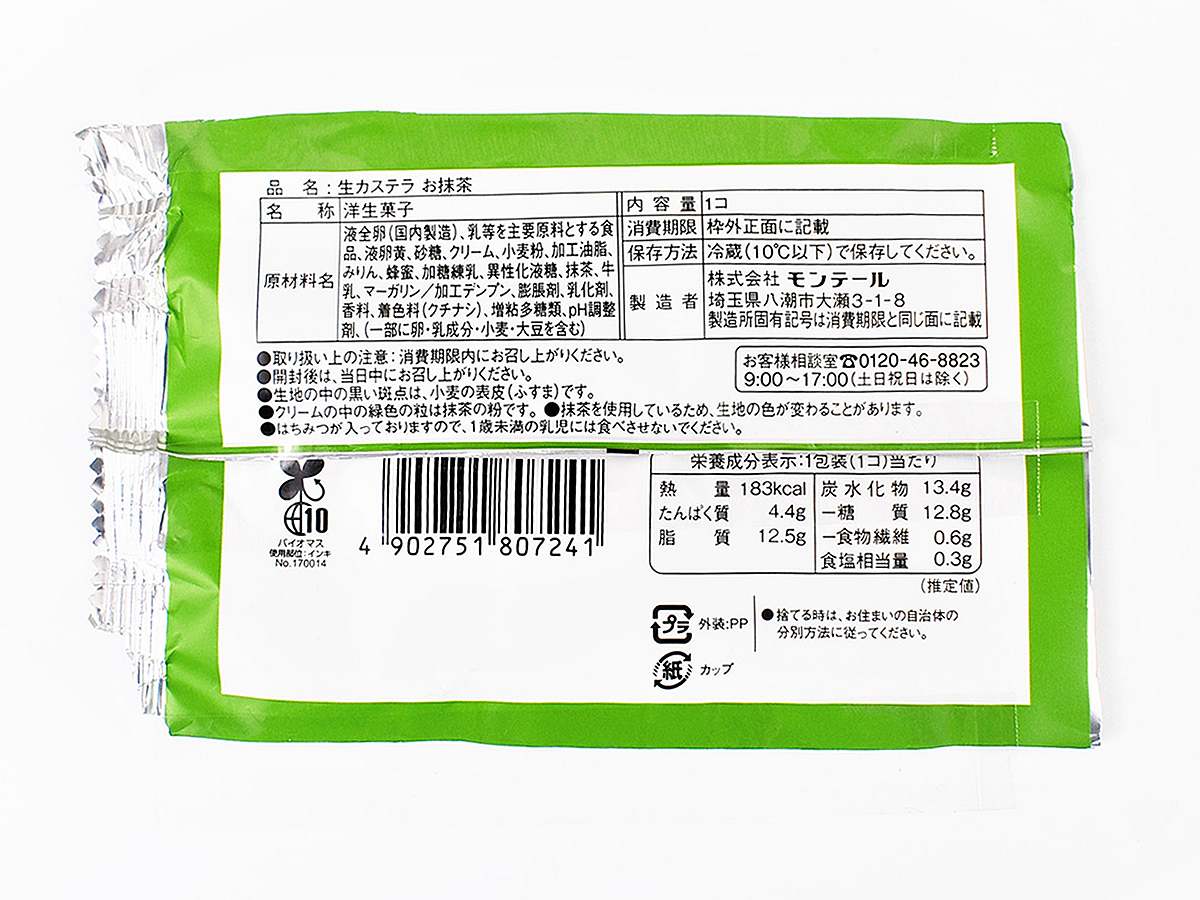 品 名:生カステラ お抹茶
名 称 洋生菓子
原材料名
液全卵(国内製造)、乳等を主要原料とする食
品、液卵黄、砂糖、クリーム、小麦粉、加工油脂、
みりん、蜂蜜、加糖練乳、異性化液糖、抹茶、牛
乳、マーガリン/加工デンプン、膨脹剤、乳化剤、
香料、着色料(クチナシ)、増粘多糖類、pH調整
剤、(一部に卵・乳成分・小麦・大豆を含む)
内容量 1コ
消費期限 枠外正面に記載
保存方法 冷蔵(10℃以下)で保存してください。
製造者
株式会社 モンテール
埼玉県八潮市大瀬3-1-8
製造所固有記号は消費期限と同じ面に記載
●取り扱い上の注意:消費期限内にお召し上がりください。
●開封後は、当日中にお召し上がりください。
●生地の中の黒い斑点は、小麦の表皮(ふすま)です。
●クリームの中の緑色の粒は抹茶の粉です。 ●抹茶を使用しているため、生地の色が変わることがあります。
●はちみつが入っておりますので、1歳未満の乳児には食べさせないでください。
お客様相談室☎0120-46-8823
9:00〜17:00(土日祝日は除く)
10
バイオマス
使用部位:インキ
No.170014
4 902751 807241
栄養成分表示:1包装(1コ)当たり
熱 量 183kcal
たんぱく質 4.4g
脂 質 12.5g
炭水化物 13.4g
−糖 質 12.8g
−食物繊維 0.6g
食塩相当量 0.3g
(推定値)
プラ 外装:PP
紙 カップ
●捨てる時は、お住まいの自治体の
分別方法に従ってください。